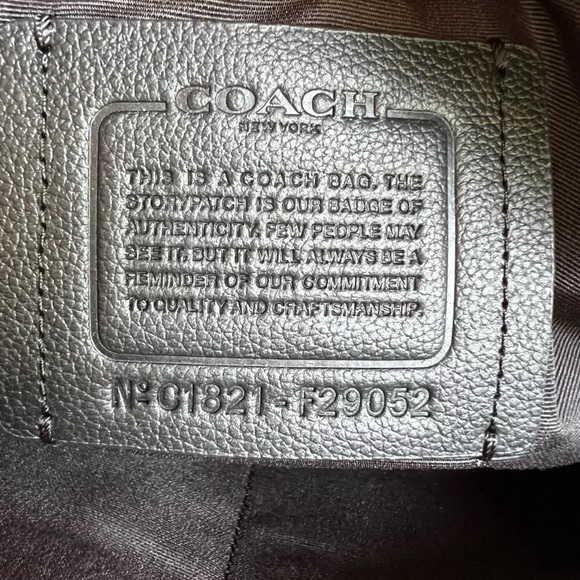 COACH
NEW YORK
THIS IS A COACH BAG. THE
STORYPATCH IS OUR BADGE OF
AUTHENTICITY. FEW PEOPLE MAY
SEE IT, BUT IT WILL ALWAYS BE A
REMINDER OF OUR COMMITMENT
TO QUALITY AND CRAFTSMANSHIP.
Nº C1821-F29052